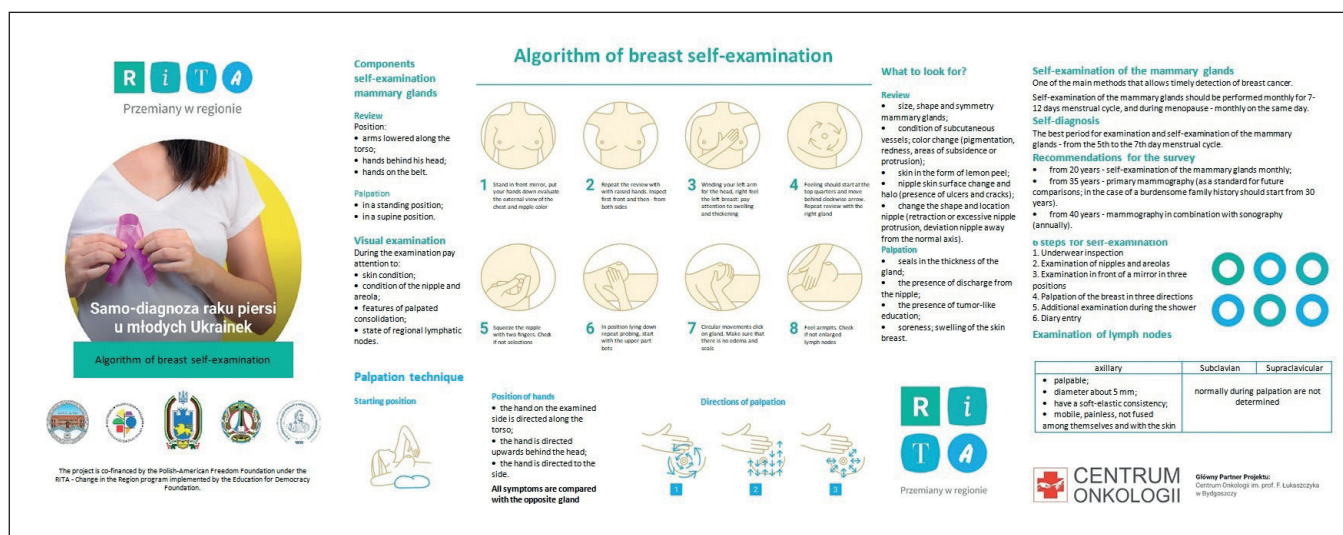 R i T A
Przemiany w regionie
Samo-diagnoza raku piersi
u młodych Ukrainek
Algorithm of breast self-examination
The project is co-financed by the Polish-American Freedom Foundation under the
RITA - Change in the Region program implemented by the Education for Democracy
Foundation.
Components
self-examination
mammary glands
Review
Position:
• arms lowered along the
torso;
• hands behind his head;
• hands on the belt.
Palpation
• in a standing position;
• in a supine position.
Visual examination
During the examination pay
attention to:
• skin condition;
• condition of the nipple and
areola;
• features of palpated
consolidation;
• state of regional lymphatic
nodes.
Algorithm of breast self-examination
1 Stand in front mirror, put
your hands down evaluate
the external view of the
chest and nipple color
2 Repeat the review with
with raised hands. Inspect
first front and then - from
both sides
3 Winding your left arm
for the head, right feel
the left breast: pay
attention to swelling
and thickening
4 Feeling should start at the
top quarters and move
behind clockwise arrow.
Repeat review with the
right gland
5 Squeeze the nipple
with two fingers. Check
if not selections
6 In position lying down
repeat probing, start
with the upper part
bets
7 Circular movements click
on gland. Make sure that
there is no edema and
seals
8 Feel armpits. Check
if not enlarged
lymph nodes
Palpation technique
Starting position
Position of hands
• the hand on the examined
side is directed along the
torso;
• the hand is directed
upwards behind the head;
• the hand is directed to the
side.
All symptoms are compared
with the opposite gland
Directions of palpation
1
2
3
What to look for?
Review
• size, shape and symmetry
mammary glands;
• condition of subcutaneous
vessels; color change (pigmentation,
redness, areas of subsidence or
protrusion);
• skin in the form of lemon peel;
• nipple skin surface change and
halo (presence of ulcers and cracks);
• change the shape and location
nipple (retraction or excessive nipple
protrusion, deviation nipple away
from the normal axis).
Palpation
• seals in the thickness of the
gland;
• the presence of discharge from
the nipple;
• the presence of tumor-like
education;
• soreness; swelling of the skin
breast.
R i
T A
Przemiany w regionie
Self-examination of the mammary glands
One of the main methods that allows timely detection of breast cancer.
Self-examination of the mammary glands should be performed monthly for 7-
12 days menstrual cycle, and during menopause - monthly on the same day.
Self-diagnosis
The best period for examination and self-examination of the mammary
glands - from the 5th to the 7th day menstrual cycle.
Recommendations for the survey
• from 20 years - self-examination of the mammary glands monthly;
• from 35 years - primary mammography (as a standard for future
comparisons; in the case of a burdensome family history should start from 30
years).
• from 40 years - mammography in combination with sonography
(annually).
6 steps for self-examination
1. Underwear inspection
2. Examination of nipples and areolas
3. Examination in front of a mirror in three
positions
4. Palpation of the breast in three directions
5. Additional examination during the shower
6. Diary entry
Examination of lymph nodes
axillary
Subclavian
Supraclavicular
• palpable;
• diameter about 5 mm;
• have a soft-elastic consistency;
• mobile, painless, not fused
among themselves and with the skin
normally during palpation are not
determined
CENTRUM
ONKOLOGII
Główny Partner Projektu:
Centrum Onkologii im. prof. F. Łukaszczyka
w Bydgoszczy